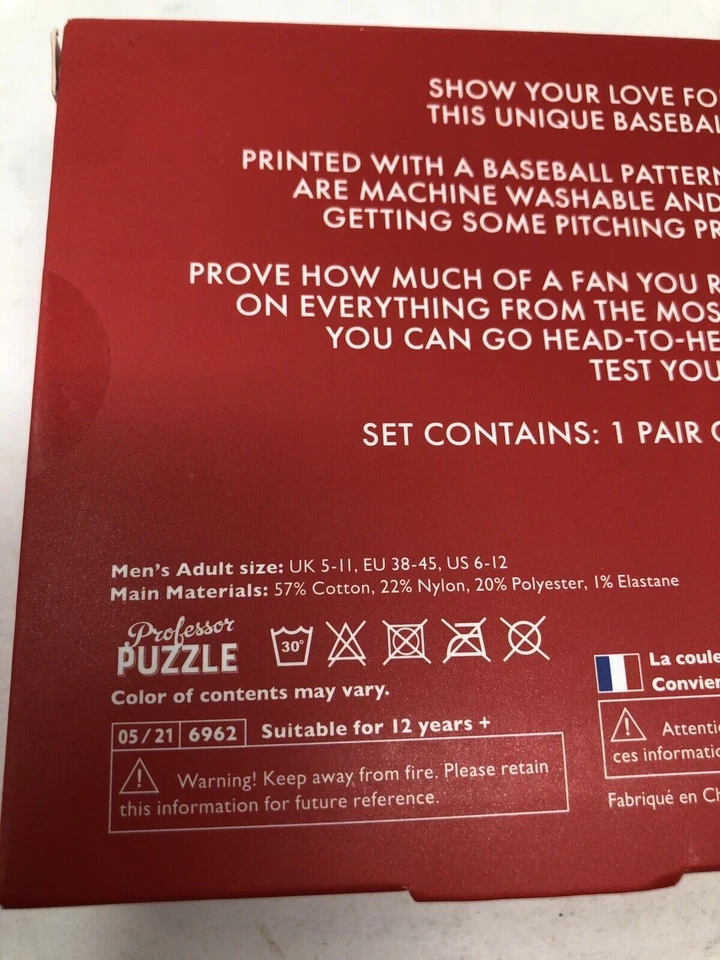 SHOW YOUR LOVE FO
THIS UNIQUE BASEBAL
PRINTED WITH A BASEBALL PATTERN
ARE MACHINE WASHABLE AND
GETTING SOME PITCHING PR
PROVE HOW MUCH OF A FAN YOU R
ON EVERYTHING FROM THE MOS
YOU CAN GO HEAD-TO-HE
TEST YOU
SET CONTAINS: 1 PAIR
Men's Adult size: UK 5-11, EU 38-45, US 6-12
Main Materials: 57% Cotton, 22% Nylon, 20% Polyester, 1% Elastane
Professor
PUZZLE
30°
Color of contents may vary.
05/21 6962 Suitable for 12 years +
Warning! Keep away from fire. Please retain
this information for future reference.
La coule
Convien
Attentio
ces informatio
Fabriqué en Ch